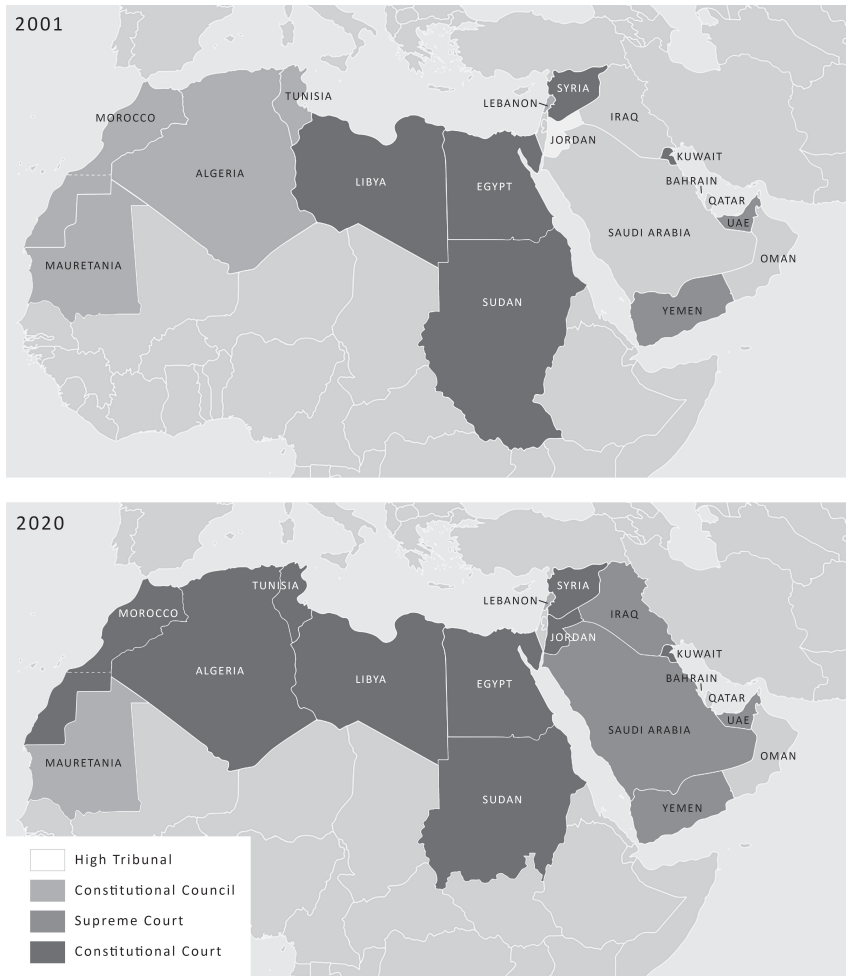 2001
TUNISIA
SYRIA
LEBANON
MOROCCO
IRAQ
JORDAN
KUWAIT
ALGERIA
LIBYA
EGYPT
BAHRAIN
QATAR
UAE
SAUDI ARABIA
MAURETANIA
OMAN
SUDAN
YEMEN
2020
TUNISIA
SYRIA
LEBANON
MOROCCO
IRAQ
JORDAN
KUWAIT
ALGERIA
LIBYA
EGYPT
BAHRAIN
QATAR
UAE
SAUDI ARABIA
MAURETANIA
OMAN
SUDAN
YEMEN
High Tribunal
Constitutional Council
Supreme Court
Constitutional Court